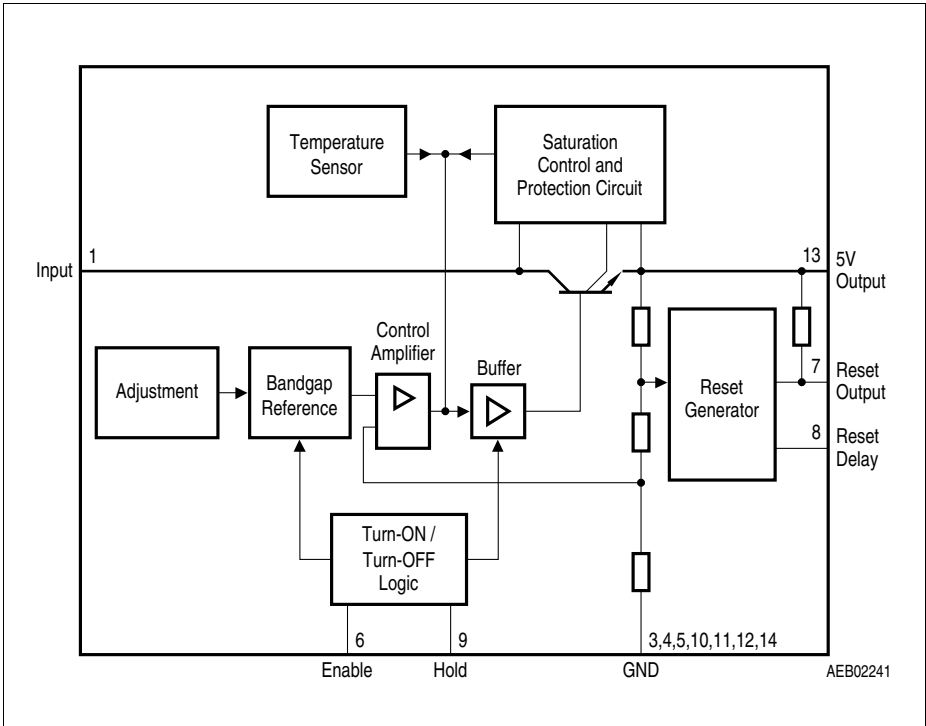 Temperature
Sensor
Saturation
Control and
Protection Circuit
Input
1
13
5V
Output
Adjustment
Bandgap
Reference
Control
Amplifier
Buffer
Reset
Generator
7
Reset
Output
8
Reset
Delay
Turn-ON /
Turn-OFF
Logic
6
9
3,4,5,10,11,12,14
Enable
Hold
GND
AEB02241